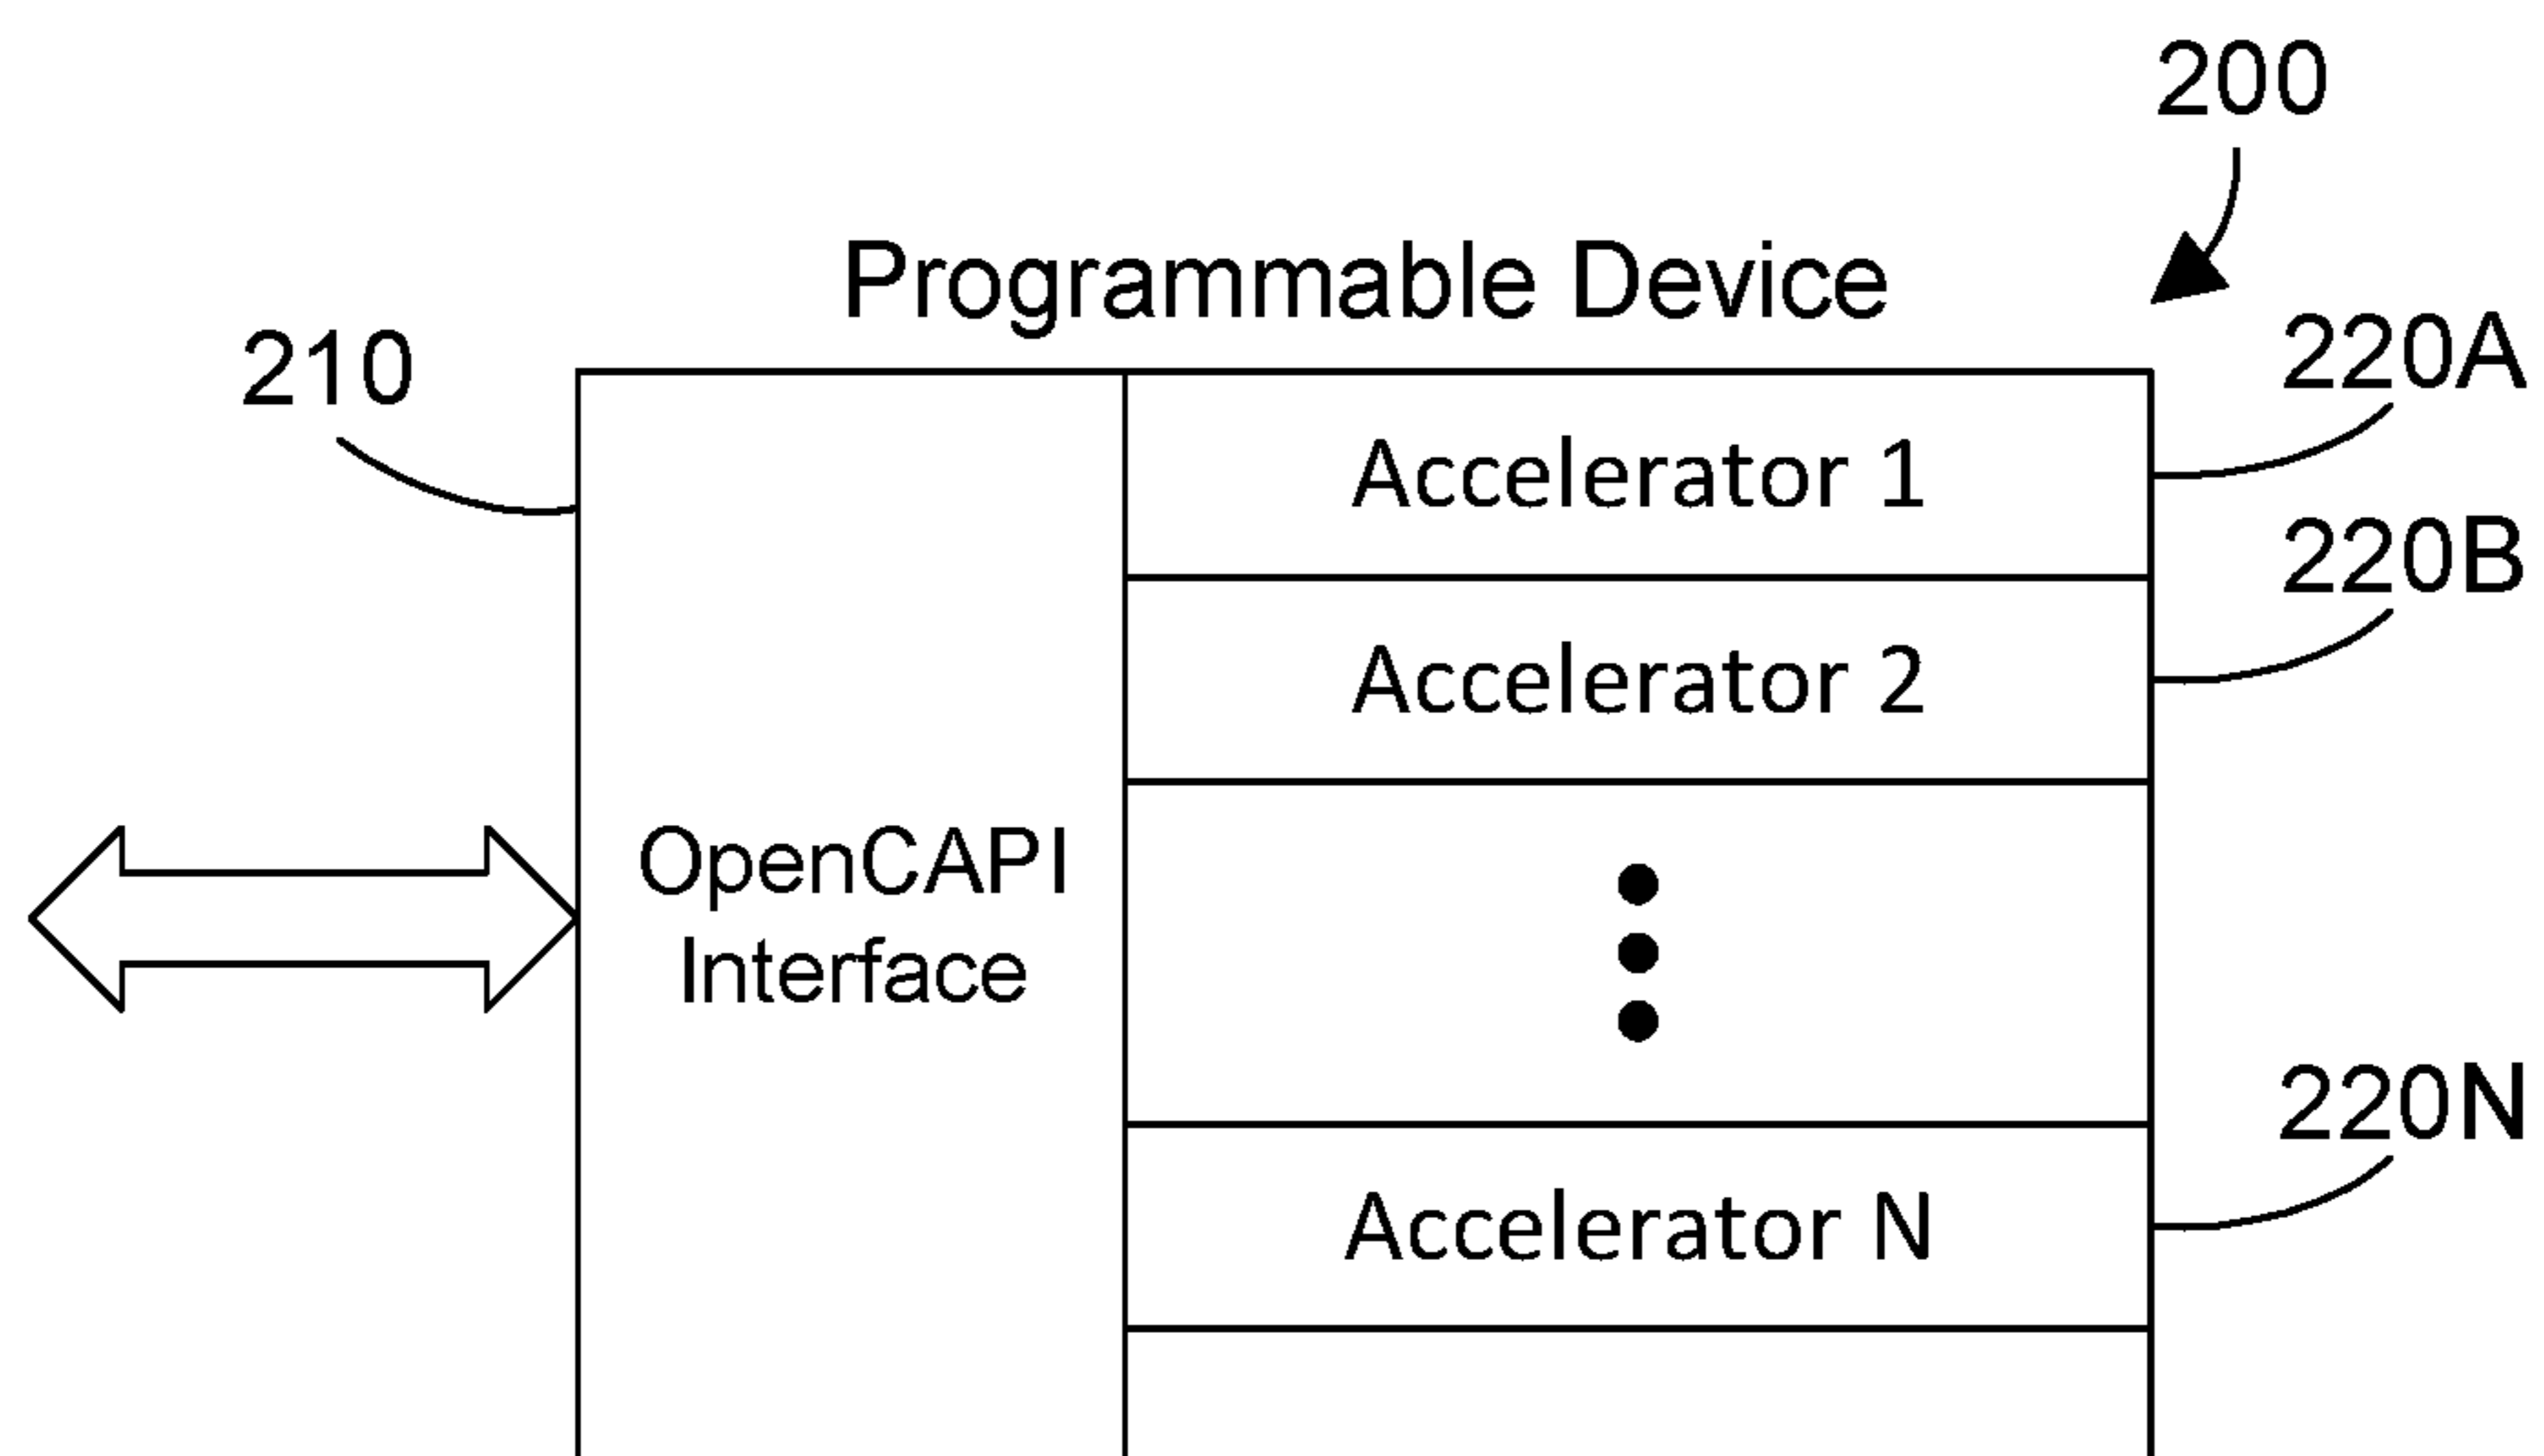 200
Programmable Device
210
220A
Accelerator 1
220B
Accelerator 2
OpenCAPI
Interface
220N
Accelerator N